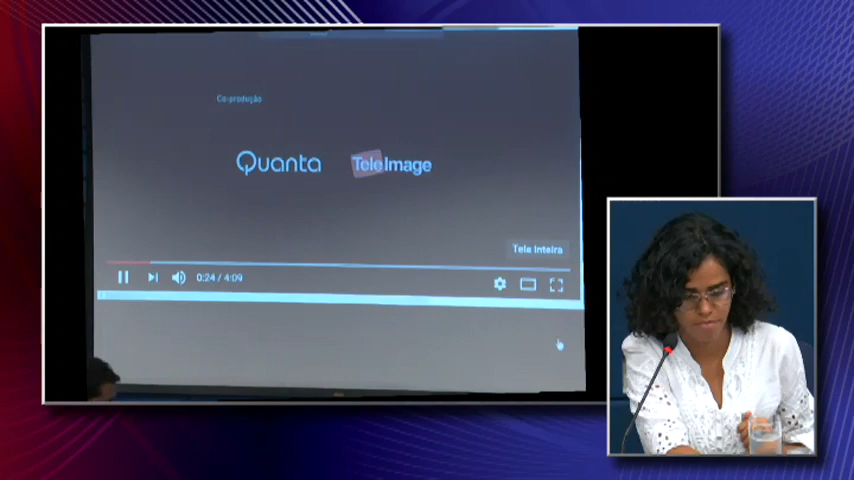 Co-produção
Quanta TeleImage
Tela Inteira
0:24 / 4:09